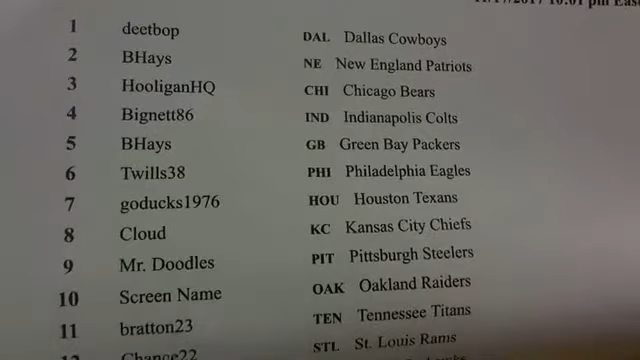 pm
1 deetbop DAL Dallas Cowboys
2 BHays NE New England Patriots
3 HooliganHQ CHI Chicago Bears
4 Bignett86 IND Indianapolis Colts
5 BHays GB Green Bay Packers
6 Twills38 PHI Philadelphia Eagles
7 goducks1976 HOU Houston Texans
8 Cloud KC Kansas City Chiefs
9 Mr. Doodles PIT Pittsburgh Steelers
10 Screen Name OAK Oakland Raiders
11 bratton23 TEN Tennessee Titans
12 Chance22 STL St. Louis Rams